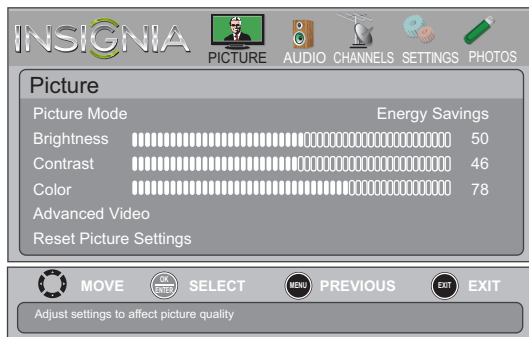 INSIGNIA
PICTURE AUDIO CHANNELS SETTINGS PHOTOS
Picture
Picture Mode Energy Savings
Brightness 50
Contrast 46
Color 78
Advanced Video
Reset Picture Settings
MOVE OK ENTER SELECT MENU PREVIOUS EXIT EXIT
Adjust settings to affect picture quality